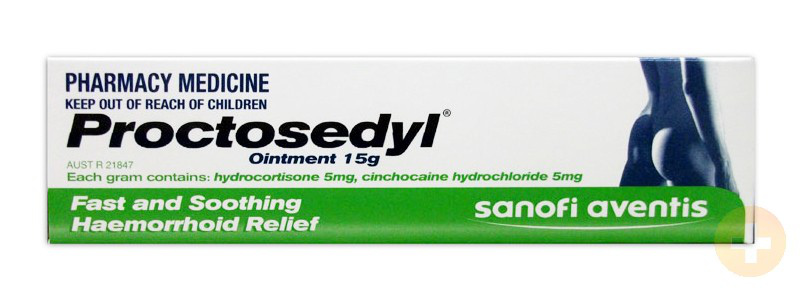 PHARMACY MEDICINE
KEEP OUT OF REACH OF CHILDREN
Proctosedyl®
Ointment 15g
AUST R 21847
Each gram contains: hydrocortisone 5mg, cinchocaine hydrochloride 5mg
Fast and Soothing
Haemorrhoid Relief
sanofi aventis